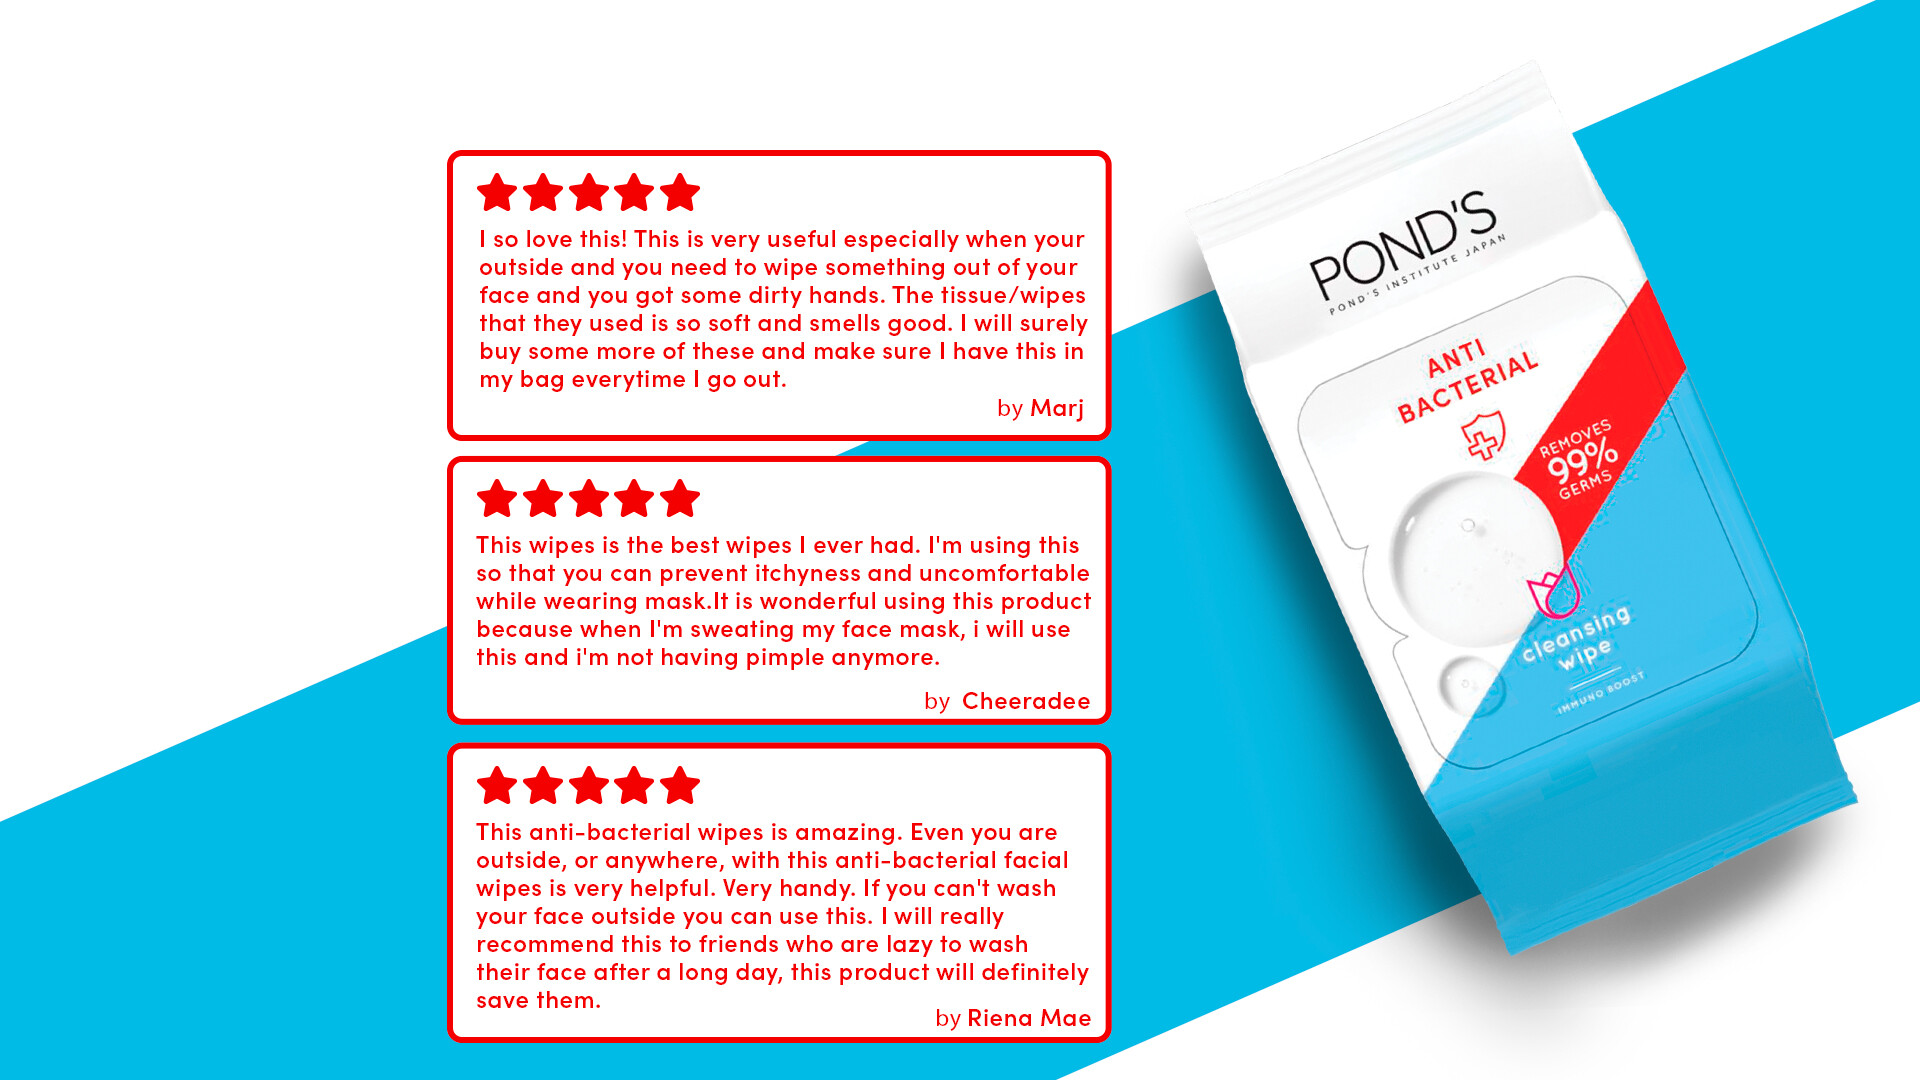 I so love this! This is very useful especially when your
outside and you need to wipe something out of your
face and you got some dirty hands. The tissue/wipes
that they used is so soft and smells good. I will surely
buy some more of these and make sure I have this in
my bag everytime I go out.
by Marj
This wipes is the best wipes I ever had. I'm using this
so that you can prevent itchyness and uncomfortable
while wearing mask.It is wonderful using this product
because when I'm sweating my face mask, i will use
this and i'm not having pimple anymore.
by Cheeradee
This anti-bacterial wipes is amazing. Even you are
outside, or anywhere, with this anti-bacterial facial
wipes is very helpful. Very handy. If you can't wash
your face outside you can use this. I will really
recommend this to friends who are lazy to wash
their face after a long day, this product will definitely
save them.
by Riena Mae
POND'S
POND'S INSTITUTE JAPAN
ANTI
BACTERIAL
REMOVES
99%
GERMS
cleansing
wipe
IMMUNO BOOST